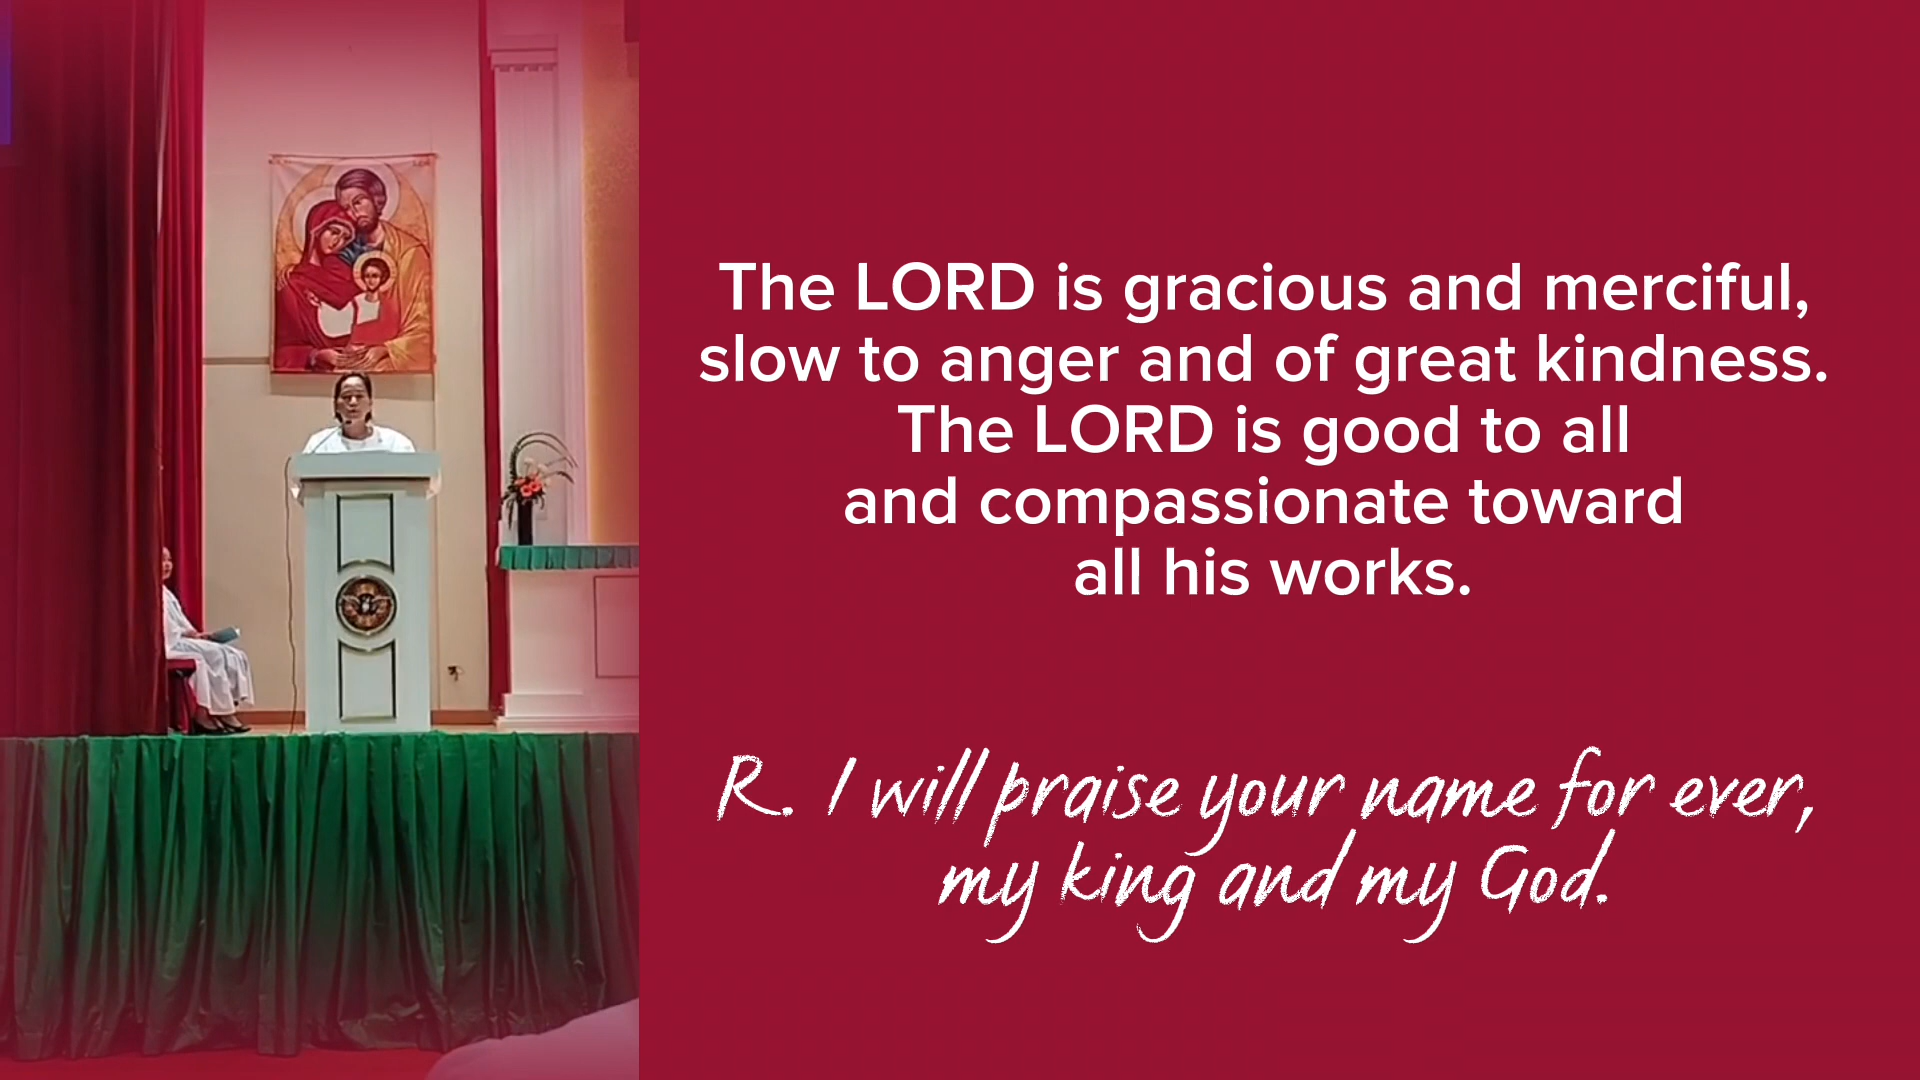 The LORD is gracious and merciful,
slow to anger and of great kindness.
The LORD is good to all
and compassionate toward
all his works.
R. I will praise your name for ever,
my king and my God.